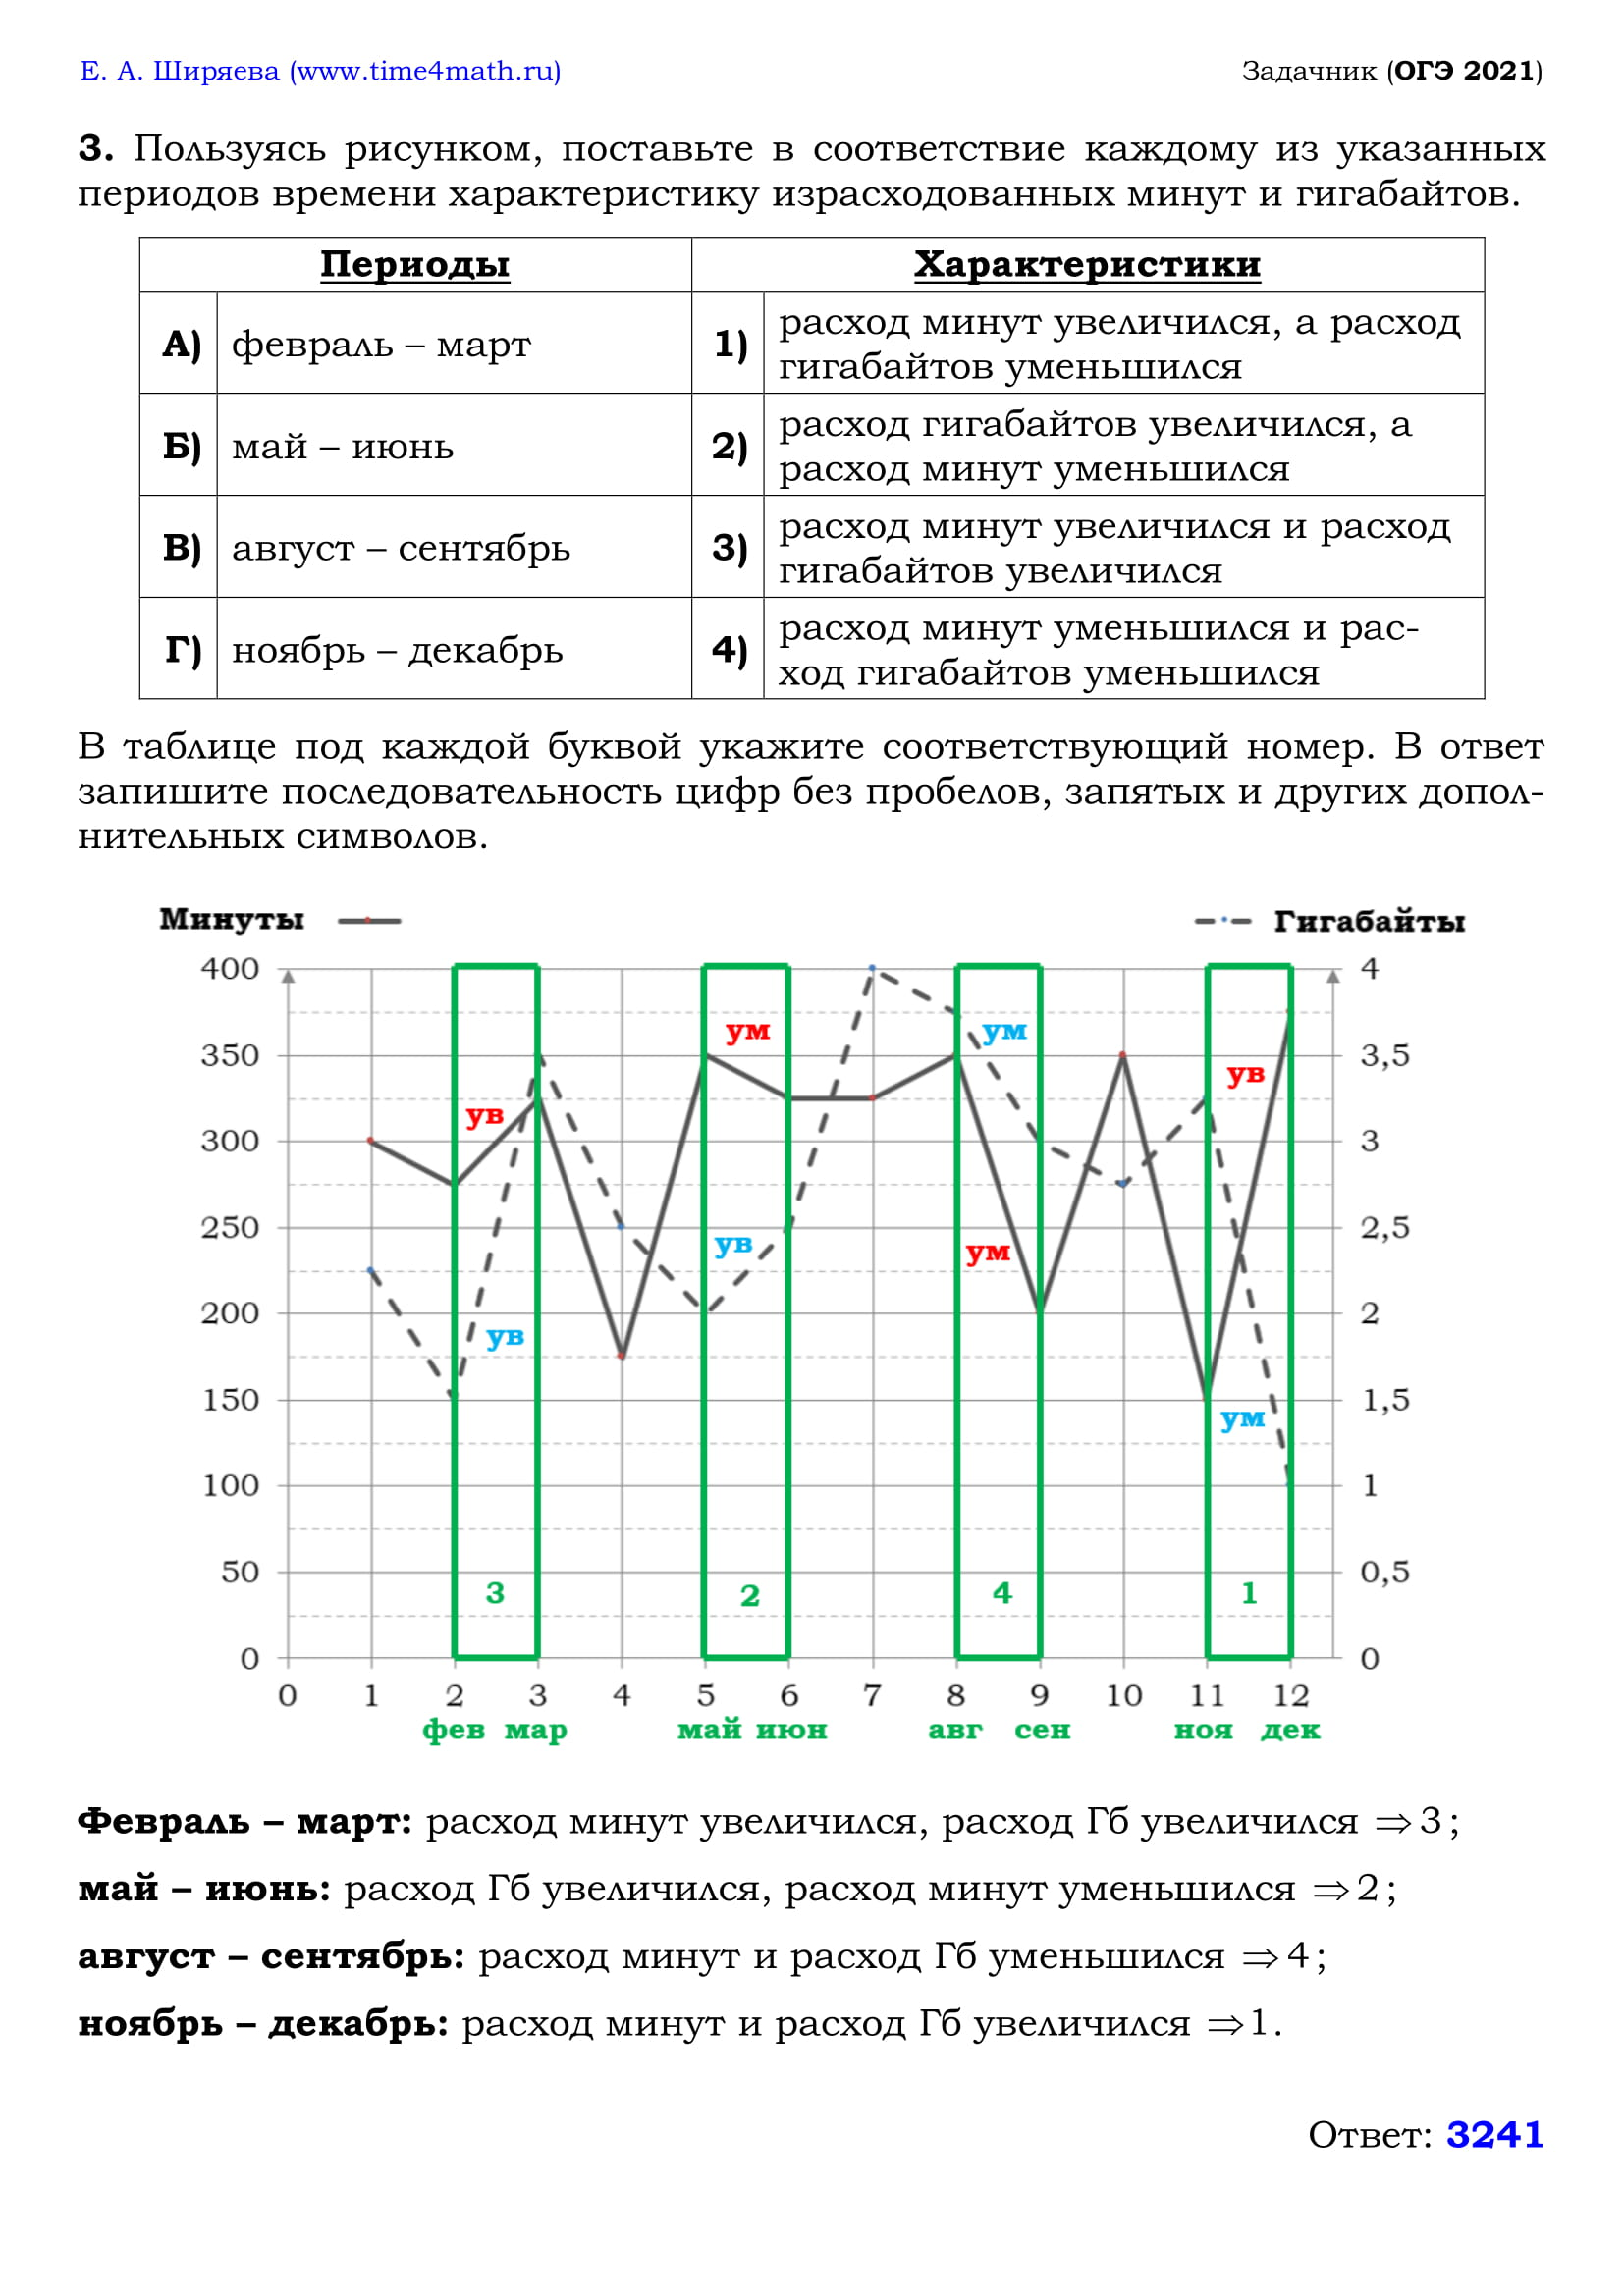 Е. А. Ширяева (www.time4math.ru)
Задачник (ОГЭ 2021)
3. Пользуясь рисунком, поставьте в соответствие каждому из указанных
периодов времени характеристику израсходованных минут и гигабайтов.
Периоды
Характеристики
А) февраль – март
1) расход минут увеличился, а расход
гигабайтов уменьшился
Б) май – июнь
2) расход гигабайтов увеличился, а
расход минут уменьшился
В) август – сентябрь
3) расход минут увеличился и расход
гигабайтов увеличился
Г) ноябрь – декабрь
4) расход минут уменьшился и рас-
ход гигабайтов уменьшился
В таблице под каждой буквой укажите соответствующий номер. В ответ
запишите последовательность цифр без пробелов, запятых и других допол-
нительных символов.
Минуты
Гигабайты
400 4
ум ум
350 3,5
ув ув
300 3
250 2,5
ув ум
200 2
ув
150 1,5
ум
100 1
50 0,5
3 2 4 1
0 0
0 1 2 3 4 5 6 7 8 9 10 11 12
фев мар май июн авг сен ноя дек
Февраль – март: расход минут увеличился, расход Гб увеличился ⇒ 3;
май – июнь: расход Гб увеличился, расход минут уменьшился ⇒ 2;
август – сентябрь: расход минут и расход Гб уменьшился ⇒ 4;
ноябрь – декабрь: расход минут и расход Гб увеличился ⇒ 1.
Ответ: 3241